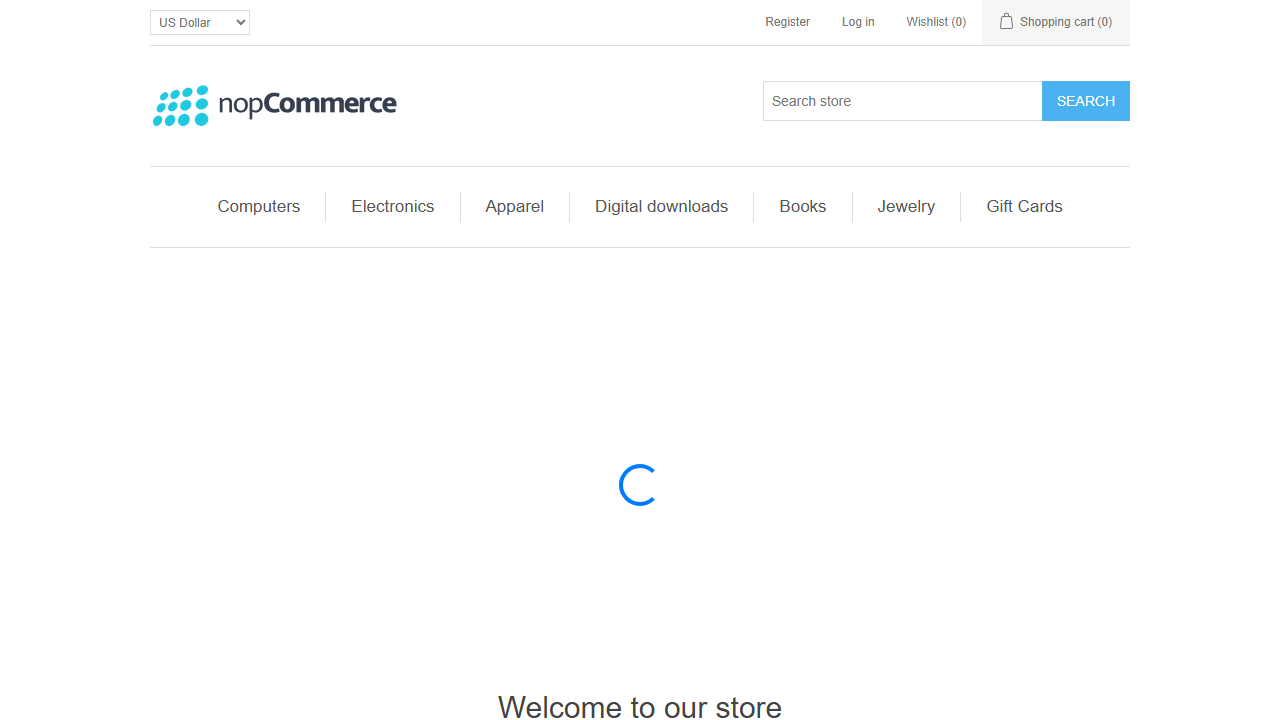 US Dollar
Register
Log in
Wishlist (0)
Shopping cart (0)
nopCommerce
Search store
SEARCH
Computers
Electronics
Apparel
Digital downloads
Books
Jewelry
Gift Cards
Welcome to our store